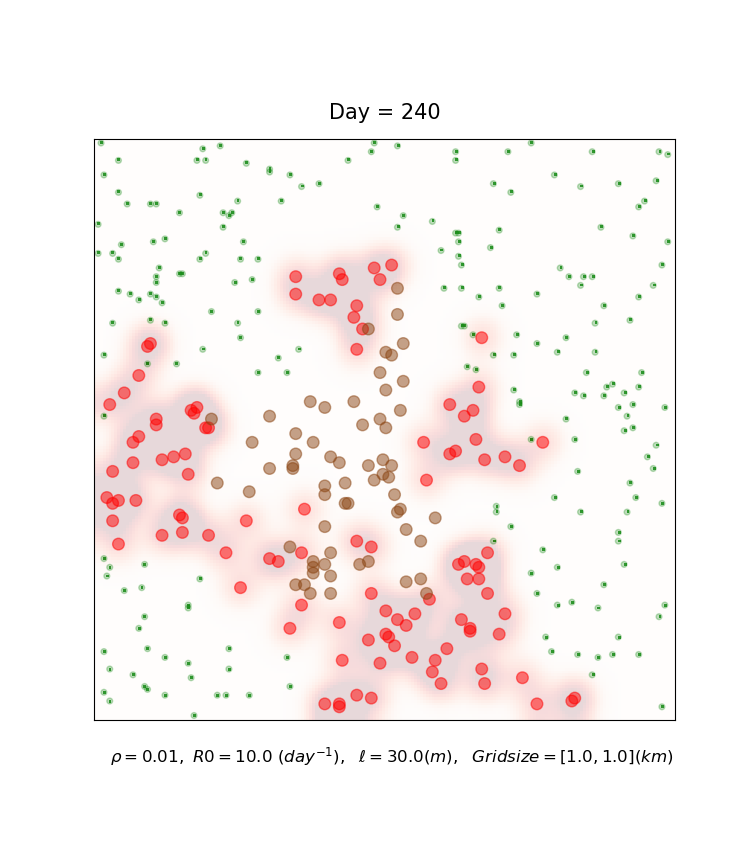 Day = 240
ρ = 0.01, R0 = 10.0 (day⁻¹), ℓ = 30.0(m), Gridsize = [1.0, 1.0](km)